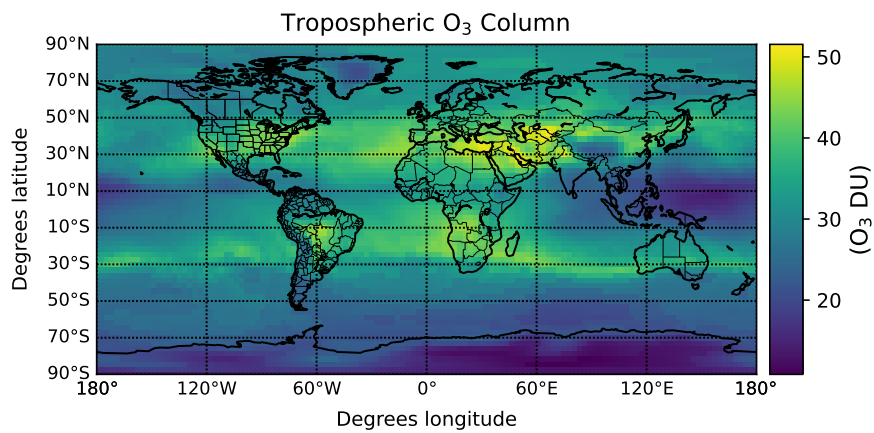 Tropospheric O₃ Column
90°N
70°N
50°N
30°N
10°N
10°S
30°S
50°S
70°S
90°S
Degrees latitude
180°
120°W
60°W
0°
60°E
120°E
180°
Degrees longitude
50
40
30
20
(O₃ DU)